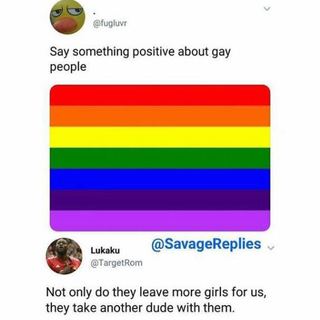 .
@fugluvr
Say something positive about gay
people
Lukaku
@SavageReplies
@TargetRom
Not only do they leave more girls for us,
they take another dude with them.